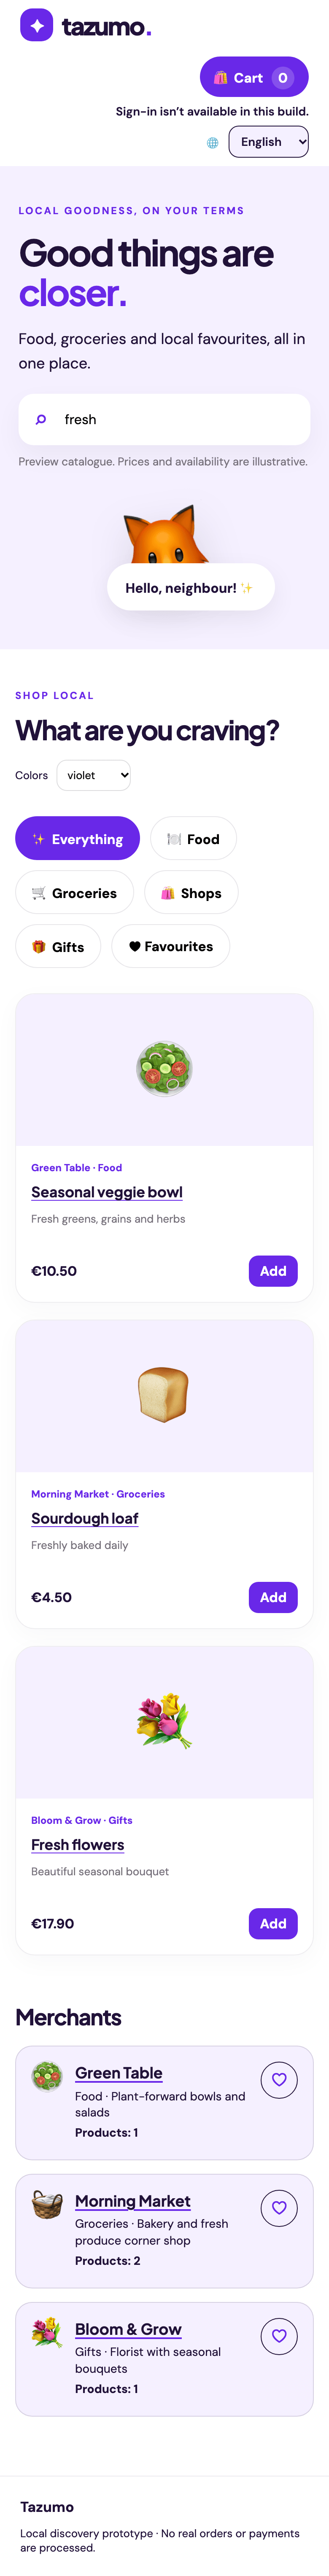 tazumo.
Cart 0
Sign-in isn’t available in this build.
English
LOCAL GOODNESS, ON YOUR TERMS
Good things are
closer.
Food, groceries and local favourites, all in
one place.
fresh
Preview catalogue. Prices and availability are illustrative.
Hello, neighbour!
SHOP LOCAL
What are you craving?
Colors violet
Everything
Food
Groceries
Shops
Gifts
Favourites
Green Table · Food
Seasonal veggie bowl
Fresh greens, grains and herbs
€10.50 Add
Morning Market · Groceries
Sourdough loaf
Freshly baked daily
€4.50 Add
Bloom & Grow · Gifts
Fresh flowers
Beautiful seasonal bouquet
€17.90 Add
Merchants
Green Table
Food · Plant-forward bowls and
salads
Products: 1
Morning Market
Groceries · Bakery and fresh
produce corner shop
Products: 2
Bloom & Grow
Gifts · Florist with seasonal
bouquets
Products: 1
Tazumo
Local discovery prototype · No real orders or payments
are processed.